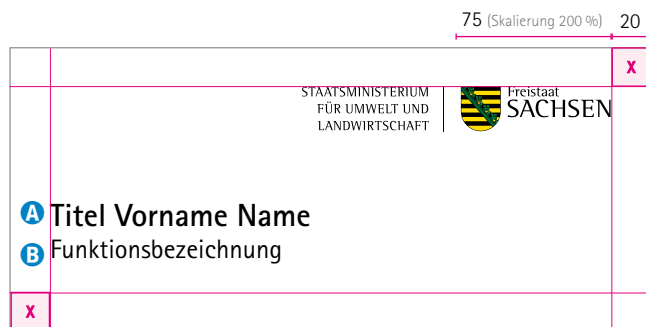 75 (Skalierung 200 %) 20
x
STAATSMINISTERIUM
FÜR UMWELT UND
LANDWIRTSCHAFT
Freistaat
SACHSEN
A Titel Vorname Name
B Funktionsbezeichnung
x